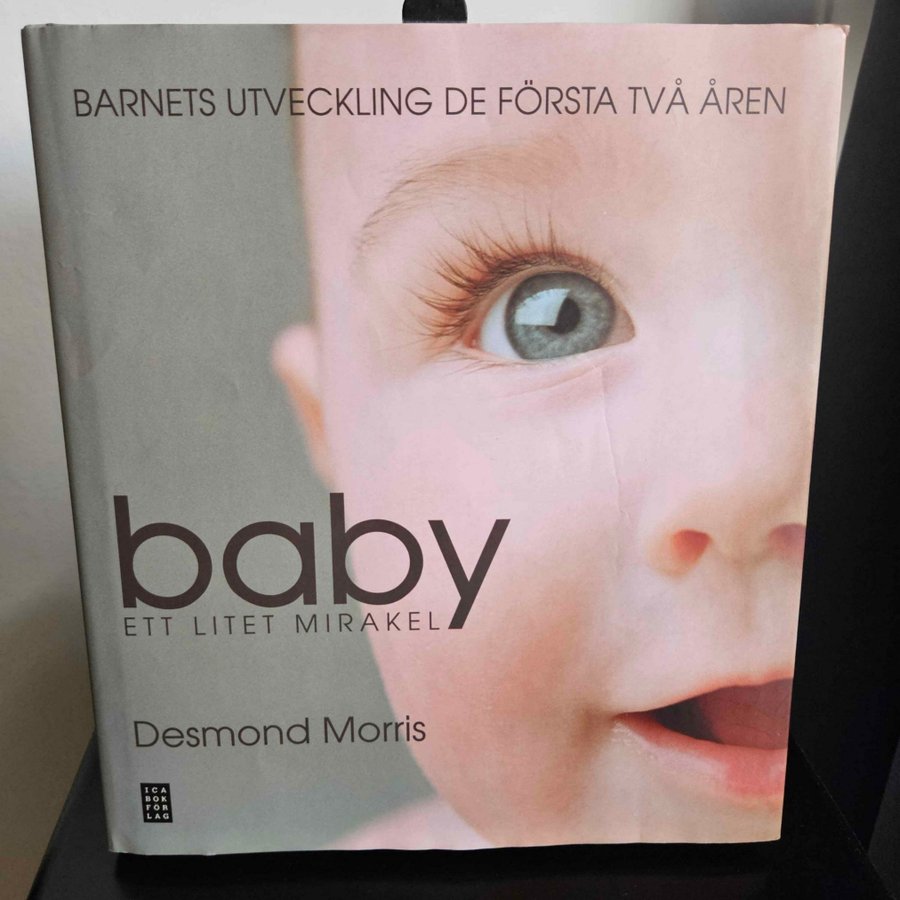 BARNETS UTVECKLING DE FÖRSTA TVÅ ÅREN
baby
ETT LITET MIRAKEL
Desmond Morris
ICA
BOK
FÖR
LAG